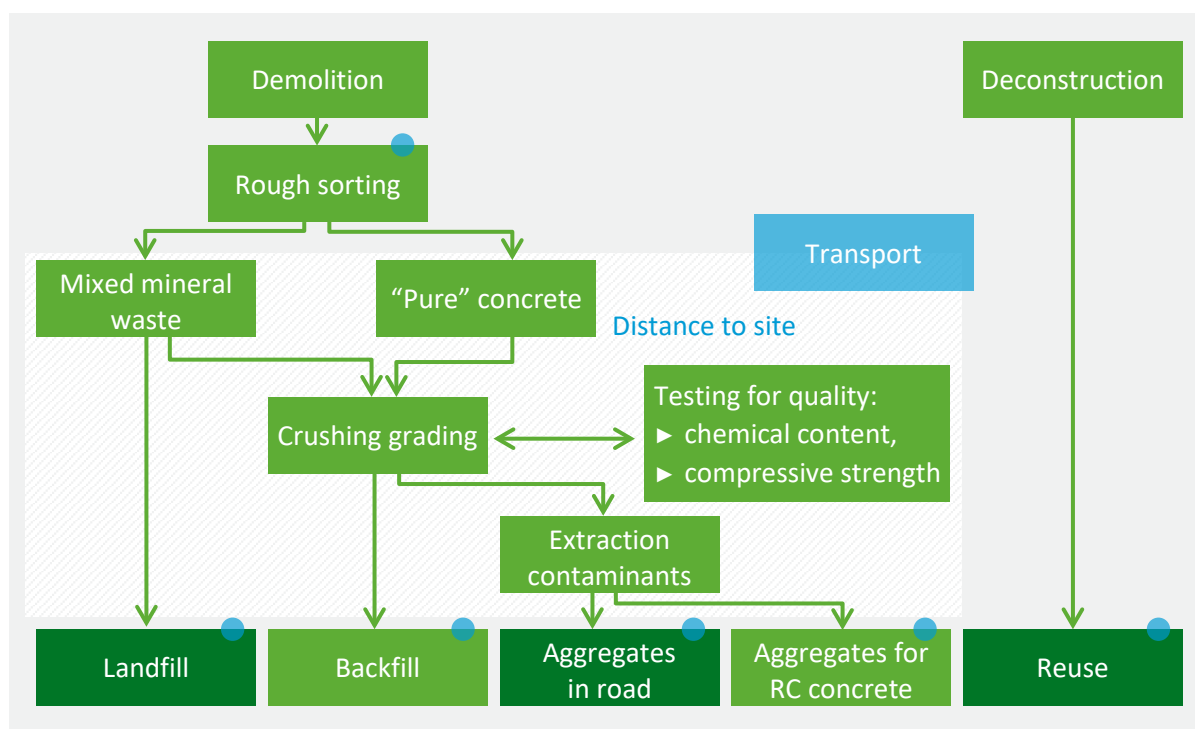 Demolition
Deconstruction
Rough sorting
Transport
Mixed mineral
waste
“Pure” concrete
Distance to site
Crushing grading
Testing for quality:
► chemical content,
► compressive strength
Extraction
contaminants
Landfill
Backfill
Aggregates
in road
Aggregates for
RC concrete
Reuse